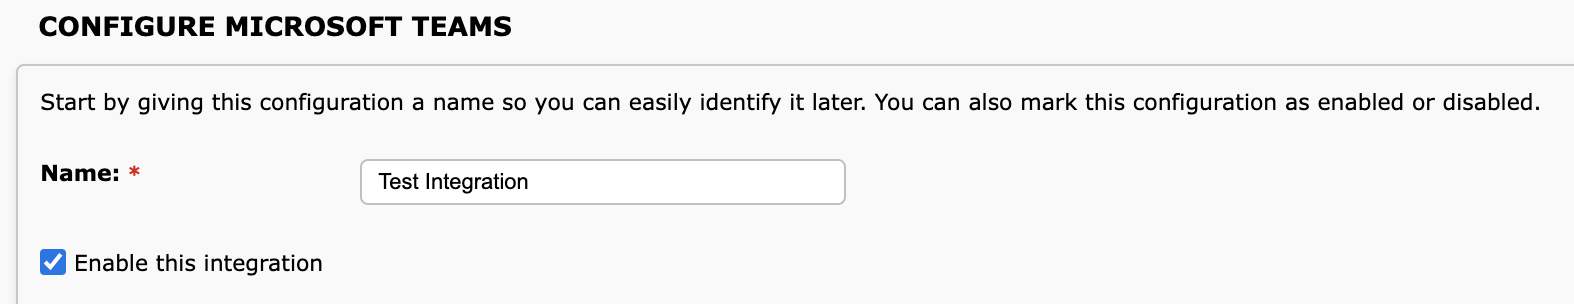 CONFIGURE MICROSOFT TEAMS
Start by giving this configuration a name so you can easily identify it later. You can also mark this configuration as enabled or disabled.
Name: *
Test Integration
Enable this integration